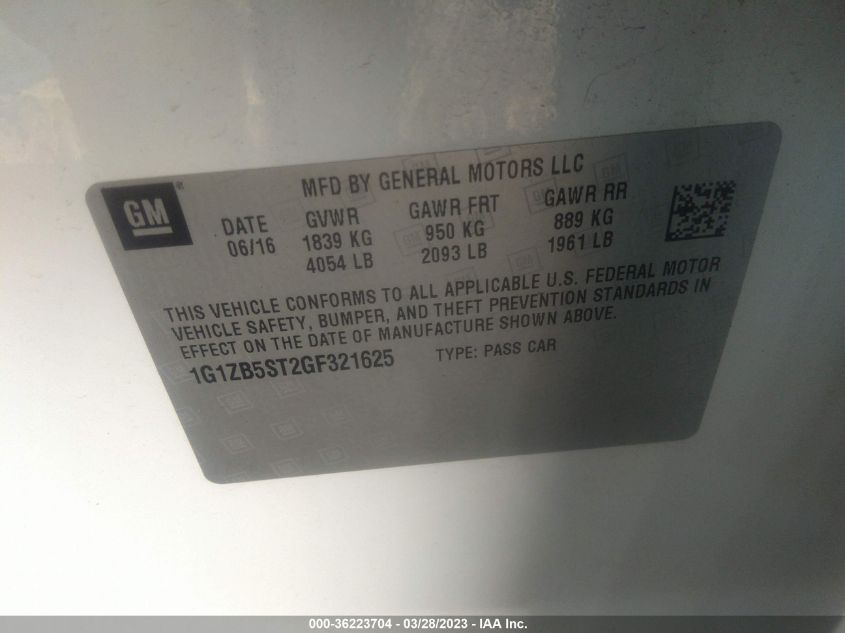 GM
MFD BY GENERAL MOTORS LLC
DATE GVWR GAWR FRT GAWR RR
06/16 1839 KG 950 KG 889 KG
4054 LB 2093 LB 1961 LB
THIS VEHICLE CONFORMS TO ALL APPLICABLE U.S. FEDERAL MOTOR
VEHICLE SAFETY, BUMPER, AND THEFT PREVENTION STANDARDS IN
EFFECT ON THE DATE OF MANUFACTURE SHOWN ABOVE.
1G1ZB5ST2GF321625 TYPE: PASS CAR
000-36223704 - 03/28/2023 - IAA Inc.